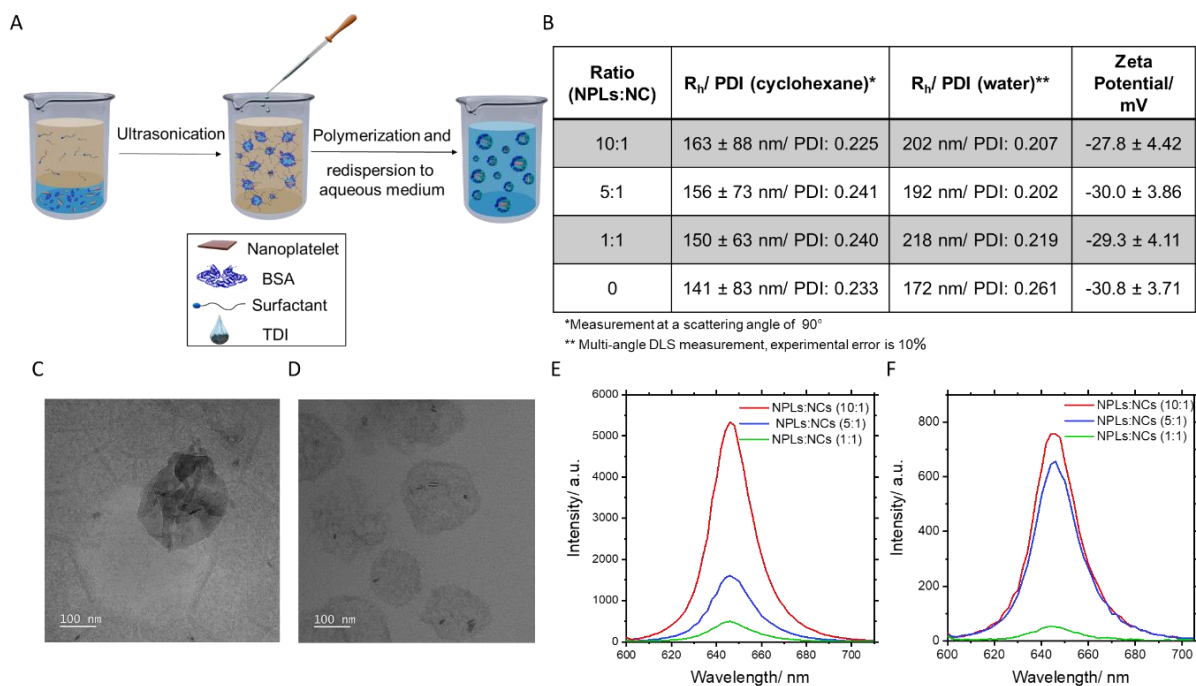 A
Ultrasonication
Polymerization and
redispersion to
aqueous medium
Nanoplatelet
BSA
Surfactant
TDI
B
Ratio
(NPLs:NC)
Rₕ/ PDI (cyclohexane)*
Rₕ/ PDI (water)**
Zeta
Potential/
mV
10:1 163 ± 88 nm/ PDI: 0.225 202 nm/ PDI: 0.207 -27.8 ± 4.42
5:1 156 ± 73 nm/ PDI: 0.241 192 nm/ PDI: 0.202 -30.0 ± 3.86
1:1 150 ± 63 nm/ PDI: 0.240 218 nm/ PDI: 0.219 -29.3 ± 4.11
0 141 ± 83 nm/ PDI: 0.233 172 nm/ PDI: 0.261 -30.8 ± 3.71
*Measurement at a scattering angle of 90°
** Multi-angle DLS measurement, experimental error is 10%
C
100 nm
D
100 nm
E
NPLs:NCs (10:1)
NPLs:NCs (5:1)
NPLs:NCs (1:1)
Intensity/ a.u.
6000
5000
4000
3000
2000
1000
0
600 620 640 660 680 700
Wavelength/ nm
F
NPLs:NCs (10:1)
NPLs:NCs (5:1)
NPLs:NCs (1:1)
Intensity/ a.u.
800
600
400
200
0
600 620 640 660 680 700
Wavelength/ nm